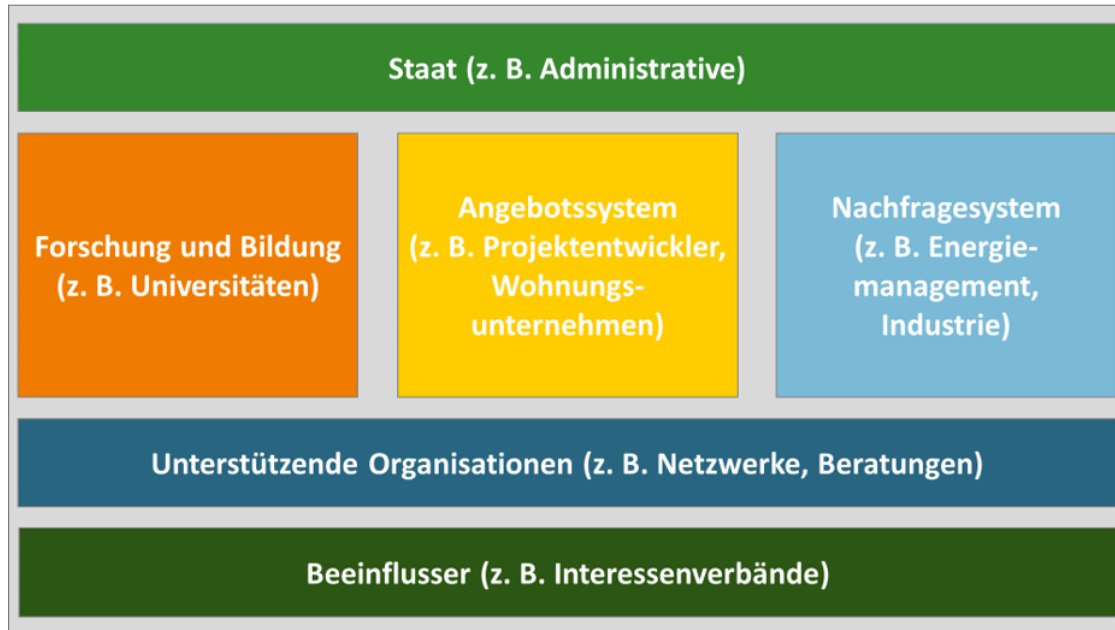 Staat (z. B. Administrative)
Forschung und Bildung
(z. B. Universitäten)
Angebotssystem
(z. B. Projektentwickler,
Wohnungs-
unternehmen)
Nachfragesystem
(z. B. Energie-
management,
Industrie)
Unterstützende Organisationen (z. B. Netzwerke, Beratungen)
Beeinflusser (z. B. Interessenverbände)